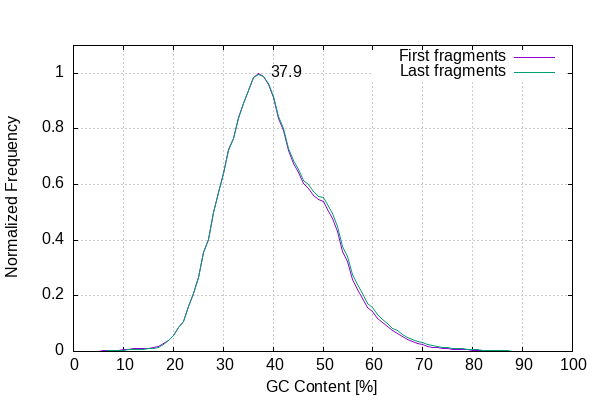 First fragments
Last fragments
37.9
1
0.8
0.6
0.4
0.2
0
0 10 20 30 40 50 60 70 80 90 100
Normalized Frequency
GC Content [%]